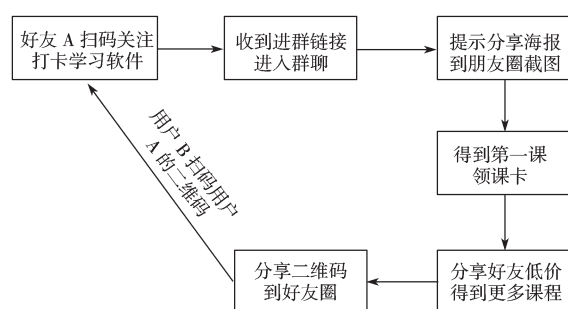 好友 A 扫码关注
打卡学习软件
收到进群链接
进入群聊
提示分享海报
到朋友圈截图
得到第一课
领课卡
分享好友低价
得到更多课程
分享二维码
到好友圈
用户 B 扫码用户
A 的二维码